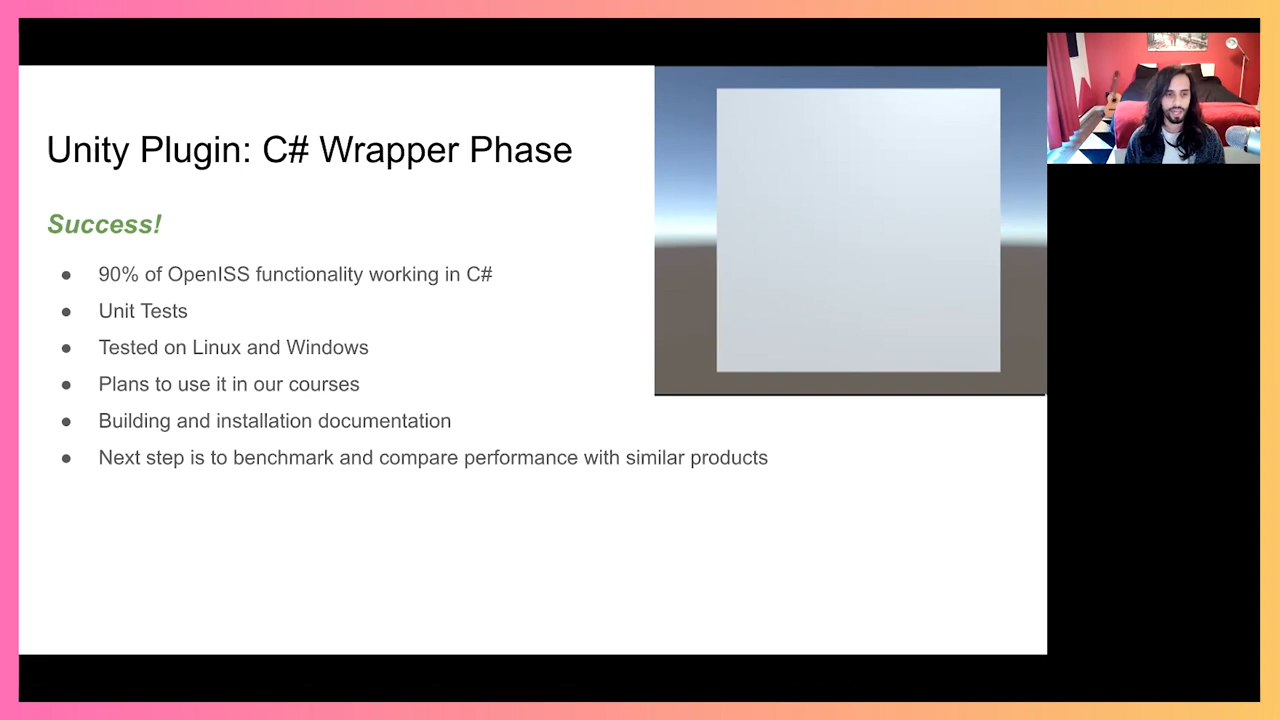 Unity Plugin: C# Wrapper Phase
Success!
● 90% of OpenISS functionality working in C#
● Unit Tests
● Tested on Linux and Windows
● Plans to use it in our courses
● Building and installation documentation
● Next step is to benchmark and compare performance with similar products